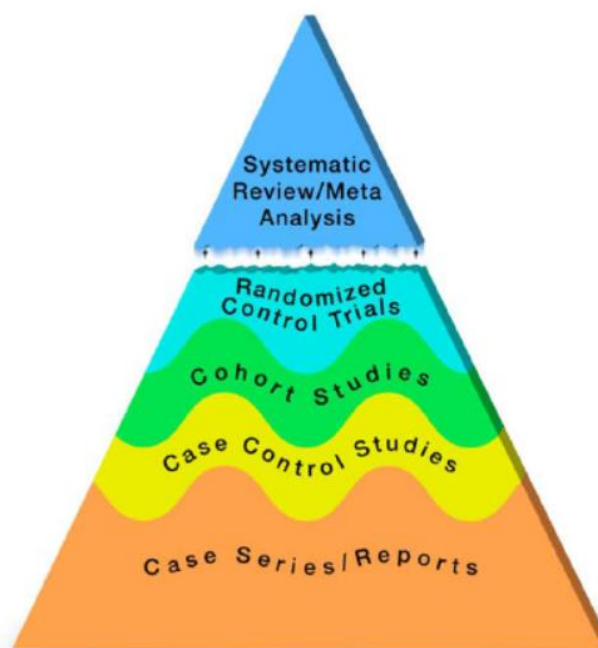 Systematic
Review/Meta
Analysis
Randomized
Control Trials
Cohort Studies
Case Control Studies
Case Series/Reports